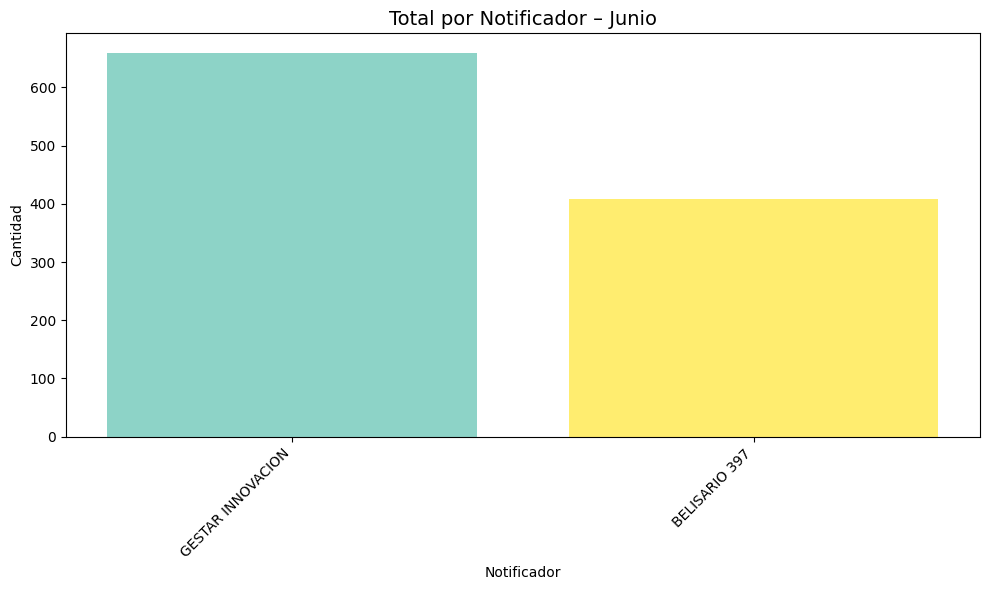 Total por Notificador – Junio
Cantidad
600
500
400
300
200
100
0
GESTAR INNOVACION
BELISARIO 397
Notificador